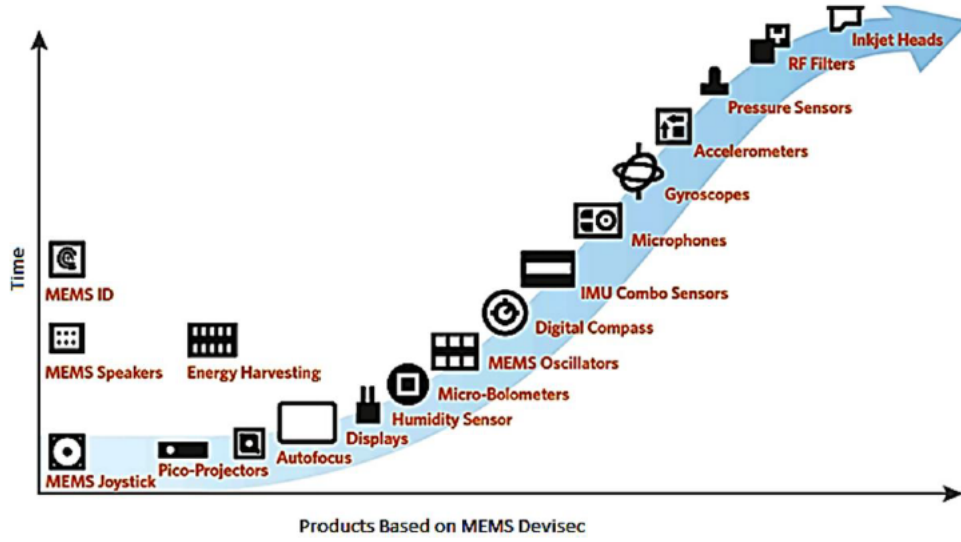 Inkjet Heads
RF Filters
Pressure Sensors
Accelerometers
Gyroscopes
Microphones
Time
MEMS ID
IMU Combo Sensors
Digital Compass
MEMS Speakers
Energy Harvesting
MEMS Oscillators
Micro-Bolometers
Humidity Sensor
Displays
Autofocus
Pico-Projectors
MEMS Joystick
Products Based on MEMS Devisec